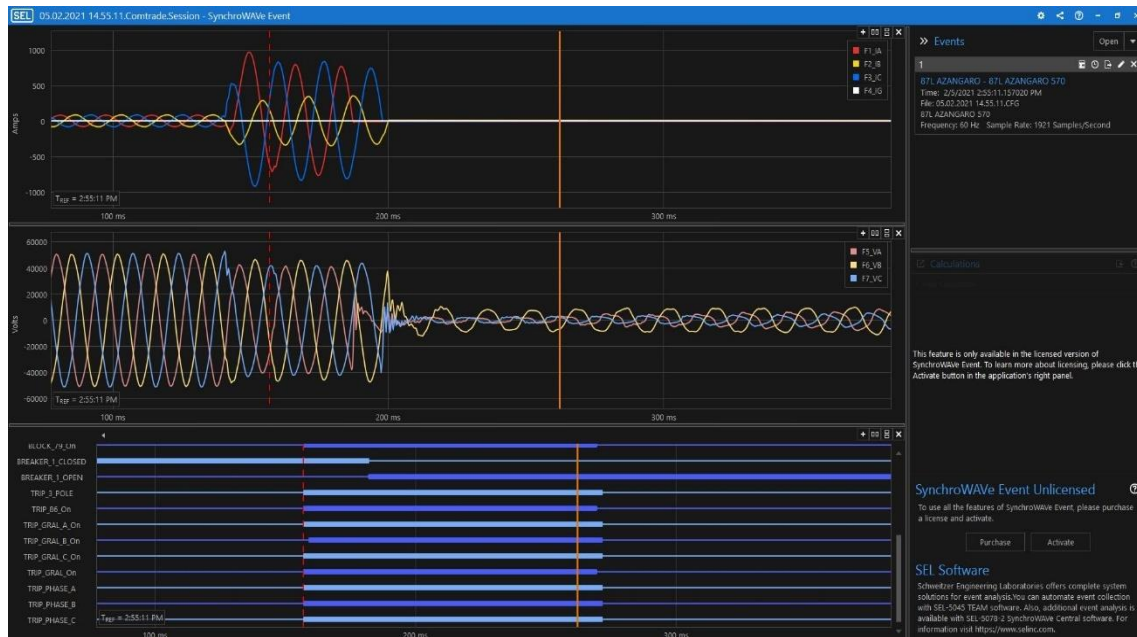 SEL 05.02.2021 14.55.11.Comtrade.Session - SynchroWAVe Event
1000
500
0
-500
-1000
Amps
F1_IA
F2_IB
F3_IC
F4_IG
TREF = 2:55:11 PM
100 ms
200 ms
300 ms
60000
40000
20000
0
-20000
-40000
-60000
Volts
F5_VA
F6_VB
F7_VC
TREF = 2:55:11 PM
100 ms
200 ms
300 ms
BLOCK_79_On
BREAKER_1_CLOSED
BREAKER_1_OPEN
TRIP_3_POLE
TRIP_86_On
TRIP_GRAL_A_On
TRIP_GRAL_B_On
TRIP_GRAL_C_On
TRIP_GRAL_On
TRIP_PHASE_A
TRIP_PHASE_B
TRIP_PHASE_C
TREF = 2:55:11 PM
100 ms
200 ms
300 ms
Events
Open
1
87L AZANGARO - 87L AZANGARO 570
Time: 2/5/2021 2:55:11.157020 PM
File: 05.02.2021 14.55.11.CFG
87L AZANGARO 570
Frequency: 60 Hz Sample Rate: 1921 Samples/Second
Calculations
This feature is only available in the licensed version of
SynchroWAVe Event. To learn more about licensing, please click th
Activate button in the application's right panel.
SynchroWAVe Event Unlicensed
To use all the features of SynchroWAVe Event, please purchase
a license and activate.
Purchase
Activate
SEL Software
Schweitzer Engineering Laboratories offers complete system
solutions for event analysis.You can automate event collection
with SEL-5045 TEAM software. Also, additional event analysis is
available with SEL-5078-2 SynchroWAVe Central software. For
information visit https://www.selinc.com.